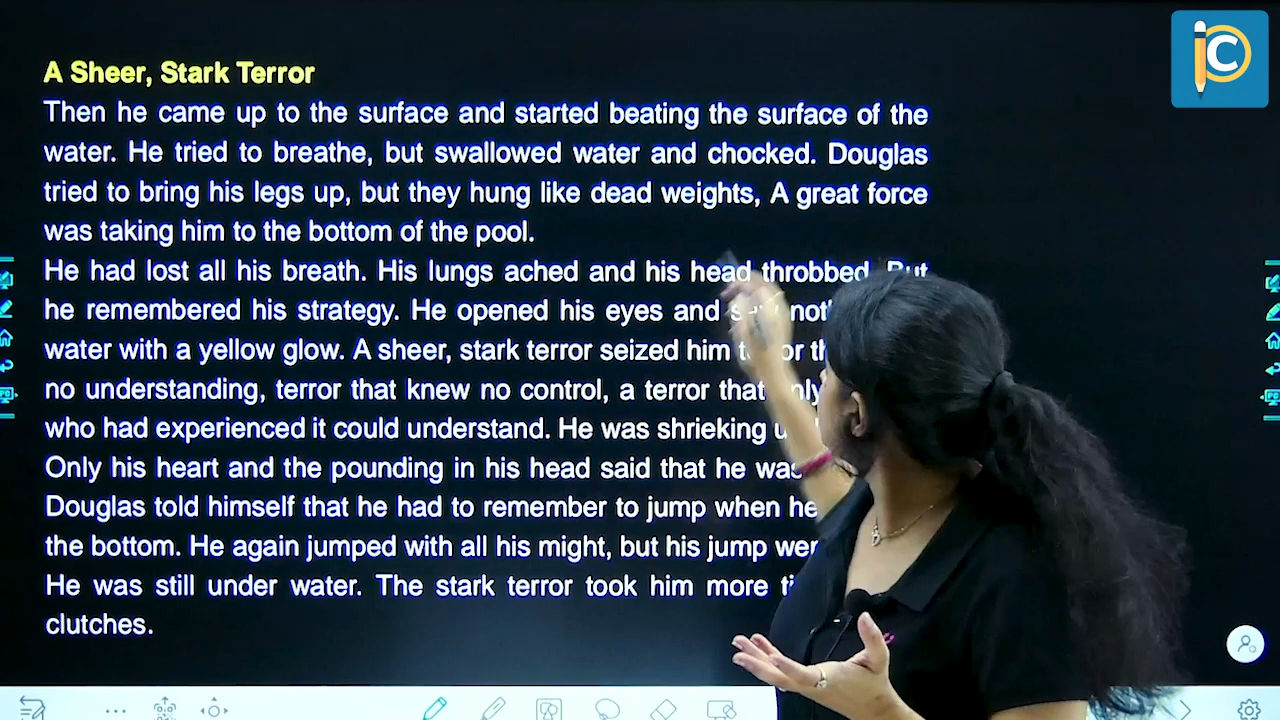 A Sheer, Stark Terror
Then he came up to the surface and started beating the surface of the
water. He tried to breathe, but swallowed water and chocked. Douglas
tried to bring his legs up, but they hung like dead weights, A great force
was taking him to the bottom of the pool.
He had lost all his breath. His lungs ached and his head throbbed. But
he remembered his strategy. He opened his eyes and
water with a yellow glow. A sheer, stark terror seized him
no understanding, terror that knew no control, a terror that
who had experienced it could understand. He was shrieking
Only his heart and the pounding in his head said that he was
Douglas told himself that he had to remember to jump when he
the bottom. He again jumped with all his might, but his jump
He was still under water. The stark terror took him more
clutches.